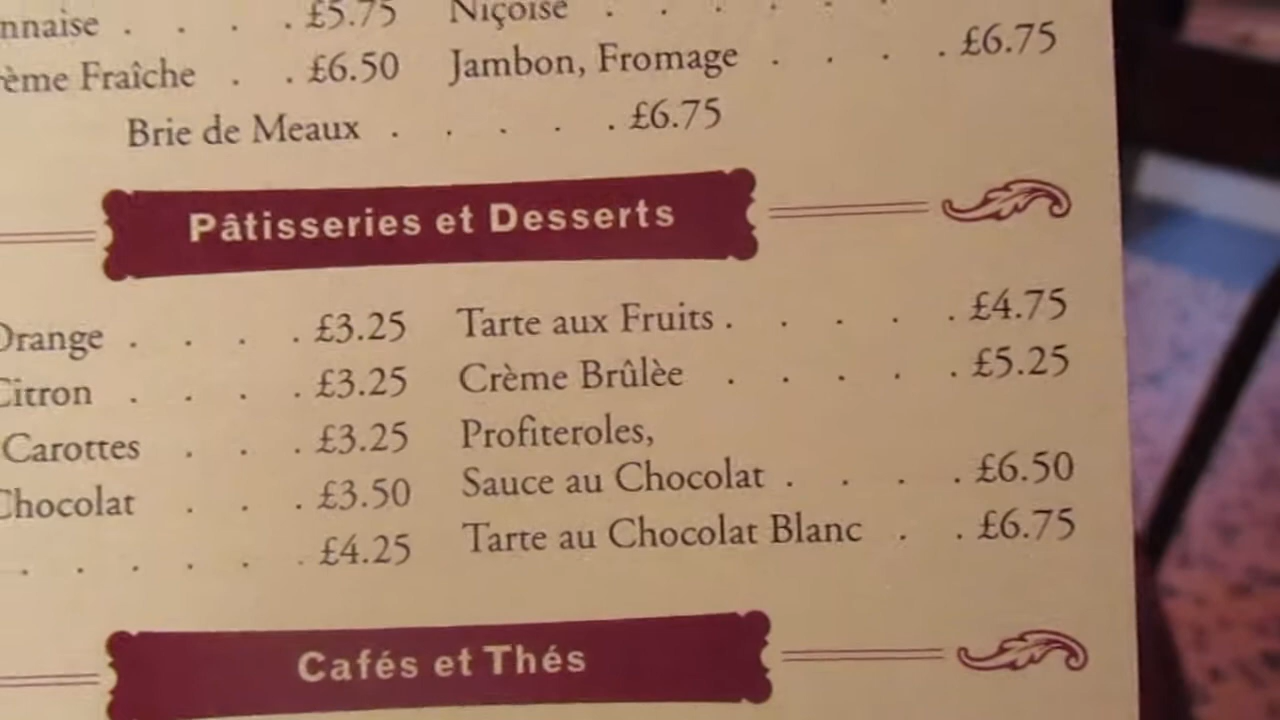 £5.75 Niçoise
Crème Fraîche . . £6.50 Jambon, Fromage . . . . £6.75
Brie de Meaux . . . . . £6.75
Pâtisseries et Desserts
Orange . . . . £3.25 Tarte aux Fruits . . . . . £4.75
Citron . . . . £3.25 Crème Brûlèe . . . . . £5.25
Carottes . . . £3.25 Profiteroles,
Chocolat . . . £3.50 Sauce au Chocolat . . . . £6.50
. . . . . . £4.25 Tarte au Chocolat Blanc . . £6.75
Cafés et Thés